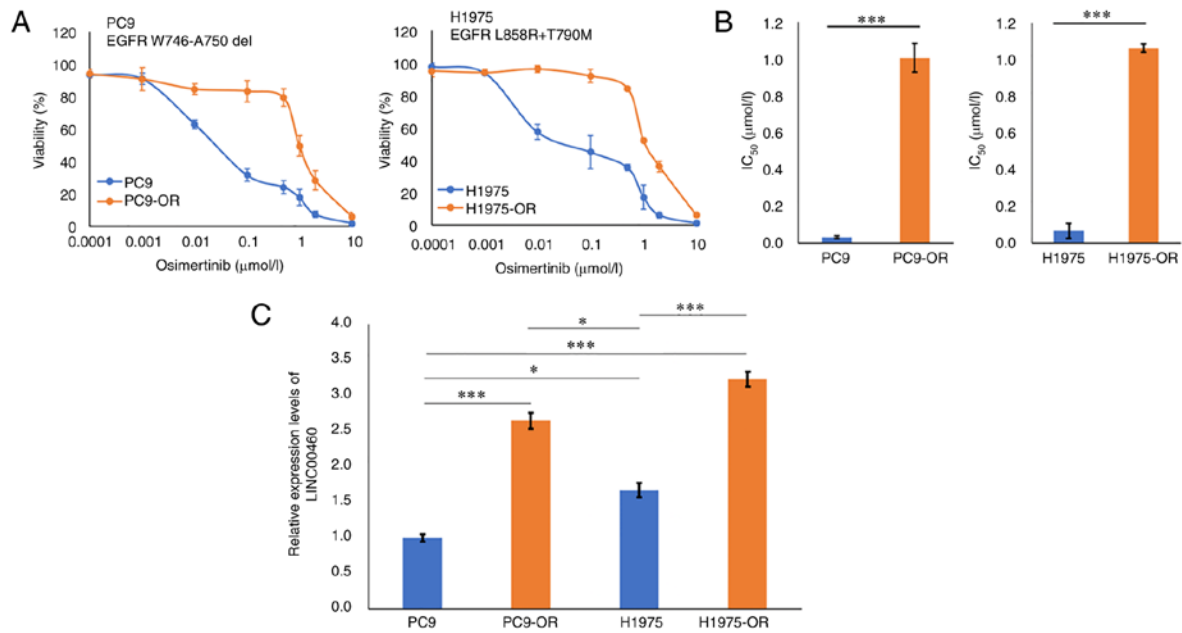 A
PC9
EGFR W746-A750 del
120
100
80
60
40
20
0
Viability (%)
PC9
PC9-OR
0.0001 0.001 0.01 0.1 1 10
Osimertinib (μmol/l)
H1975
EGFR L858R+T790M
120
100
80
60
40
20
0
Viability (%)
H1975
H1975-OR
0.0001 0.001 0.01 0.1 1 10
Osimertinib (μmol/l)
B
***
1.2
1.0
0.8
0.6
0.4
0.2
0.0
IC50 (μmol/l)
PC9 PC9-OR
***
1.2
1.0
0.8
0.6
0.4
0.2
0.0
IC50 (μmol/l)
H1975 H1975-OR
C
4.0
3.5
3.0
2.5
2.0
1.5
1.0
0.5
0.0
Relative expression levels of
LINC00460
***
*
***
*
***
PC9 PC9-OR H1975 H1975-OR